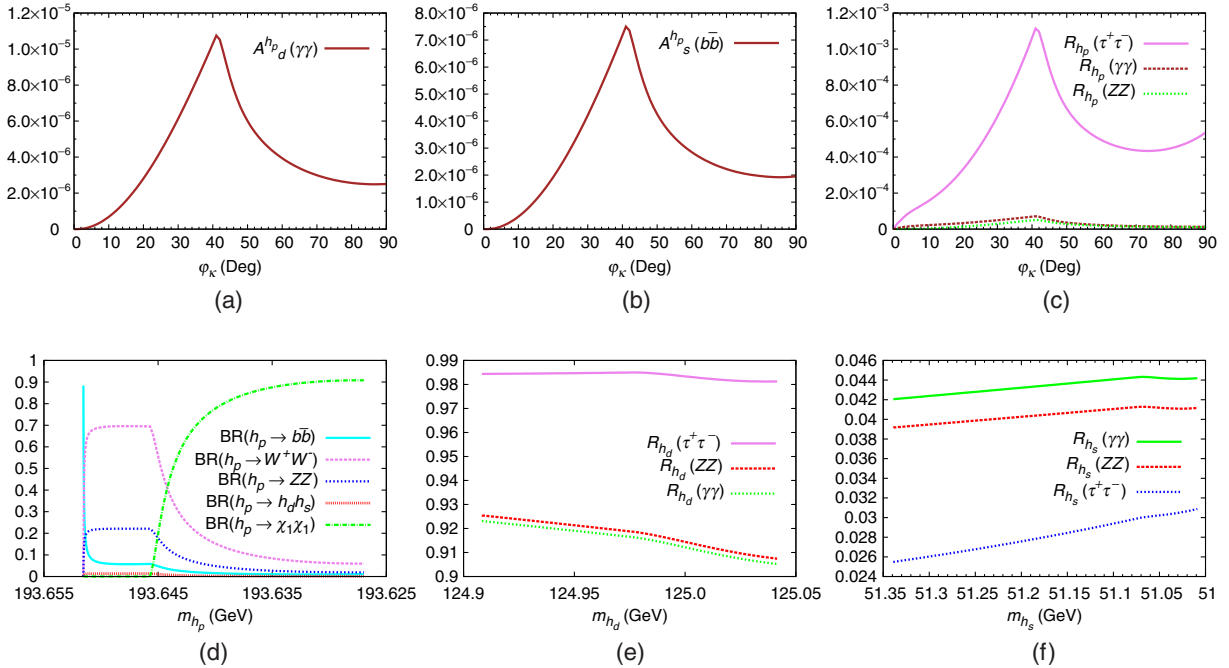 1.2×10⁻⁵
1.0×10⁻⁵
8.0×10⁻⁶
6.0×10⁻⁶
4.0×10⁻⁶
2.0×10⁻⁶
0
A^{h_p}_d (γγ)
0 10 20 30 40 50 60 70 80 90
φ_κ (Deg)
(a)
8.0×10⁻⁶
7.0×10⁻⁶
6.0×10⁻⁶
5.0×10⁻⁶
4.0×10⁻⁶
3.0×10⁻⁶
2.0×10⁻⁶
1.0×10⁻⁶
0
A^{h_p}_s (bb̄)
0 10 20 30 40 50 60 70 80 90
φ_κ (Deg)
(b)
1.2×10⁻³
1.0×10⁻³
8.0×10⁻⁴
6.0×10⁻⁴
4.0×10⁻⁴
2.0×10⁻⁴
0
R_{h_p} (τ⁺τ⁻)
R_{h_p} (γγ)
R_{h_p} (ZZ)
0 10 20 30 40 50 60 70 80 90
φ_κ (Deg)
(c)
1
0.9
0.8
0.7
0.6
0.5
0.4
0.3
0.2
0.1
0
BR(h_p → bb̄)
BR(h_p → W⁺W⁻)
BR(h_p → ZZ)
BR(h_p → h_d h_s)
BR(h_p → χ₁χ₁)
193.655 193.645 193.635 193.625
m_{h_p} (GeV)
(d)
0.99
0.98
0.97
0.96
0.95
0.94
0.93
0.92
0.91
0.9
R_{h_d} (τ⁺τ⁻)
R_{h_d} (ZZ)
R_{h_d} (γγ)
124.9 124.95 125.0 125.05
m_{h_d} (GeV)
(e)
0.046
0.044
0.042
0.04
0.038
0.036
0.034
0.032
0.03
0.028
0.026
0.024
R_{h_s} (γγ)
R_{h_s} (ZZ)
R_{h_s} (τ⁺τ⁻)
51.35 51.3 51.25 51.2 51.15 51.1 51.05 51
m_{h_s} (GeV)
(f)